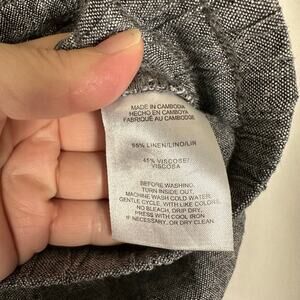 MADE IN CAMBODIA
HECHO EN CAMBOYA
FABRIQUÉ AU CAMBODGE
55% LINEN/LINO/LIN
45% VISCOSE/
VISCOSA
BEFORE WASHING,
TURN INSIDE OUT,
MACHINE WASH COLD WATER,
GENTLE CYCLE, WITH LIKE COLORS,
NO BLEACH, DRIP DRY,
PRESS WITH COOL IRON
IF NECESSARY, OR DRY CLEAN